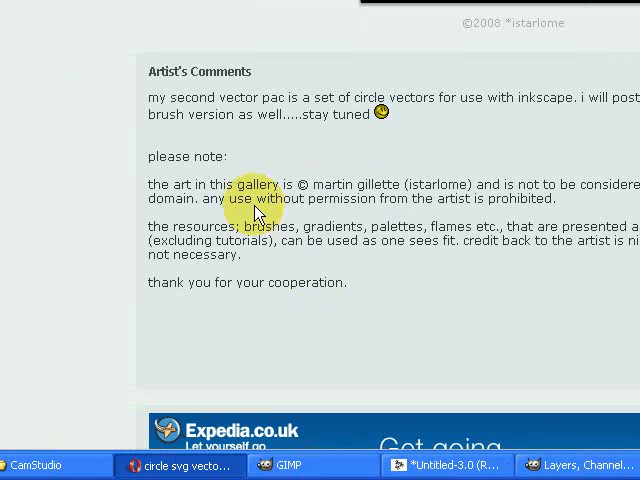 ©2008 *istarlome
Artist's Comments
my second vector pac is a set of circle vectors for use with inkscape. i will post
brush version as well.....stay tuned
please note:
the art in this gallery is © martin gillette (istarlome) and is not to be considere
domain. any use without permission from the artist is prohibited.
the resources; brushes, gradients, palettes, flames etc., that are presented a
(excluding tutorials), can be used as one sees fit. credit back to the artist is ni
not necessary.
thank you for your cooperation.
Expedia.co.uk
Let yourself go
Get going
CamStudio
circle svg vecto...
GIMP
*Untitled-3.0 (R...
Layers, Channel...